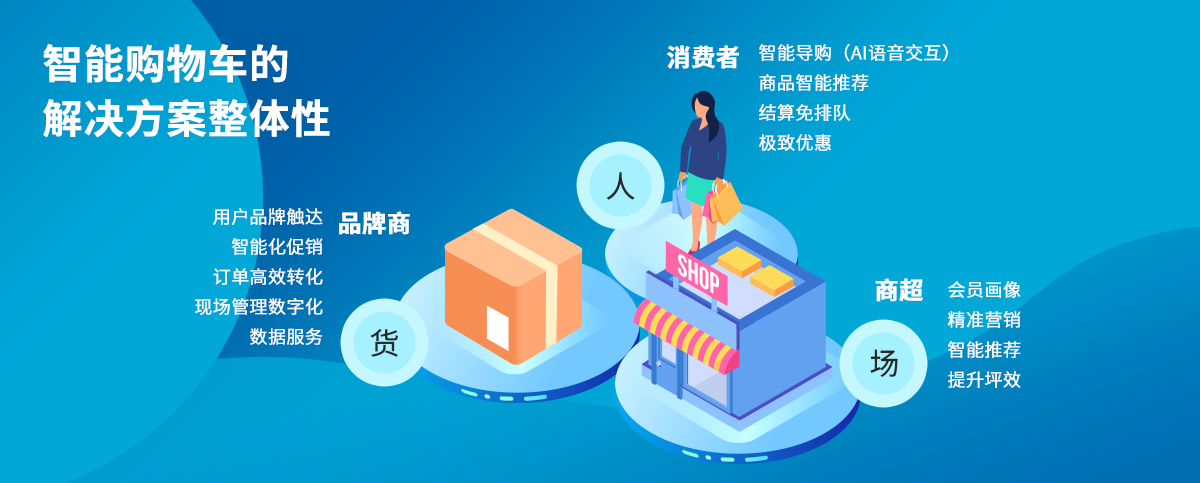 智能购物车的
解决方案整体性
消费者
智能导购（AI语音交互）
商品智能推荐
结算免排队
极致优惠
人
品牌商
用户品牌触达
智能化促销
订单高效转化
现场管理数字化
数据服务
货
SHOP
商超
会员画像
精准营销
智能推荐
提升坪效
场